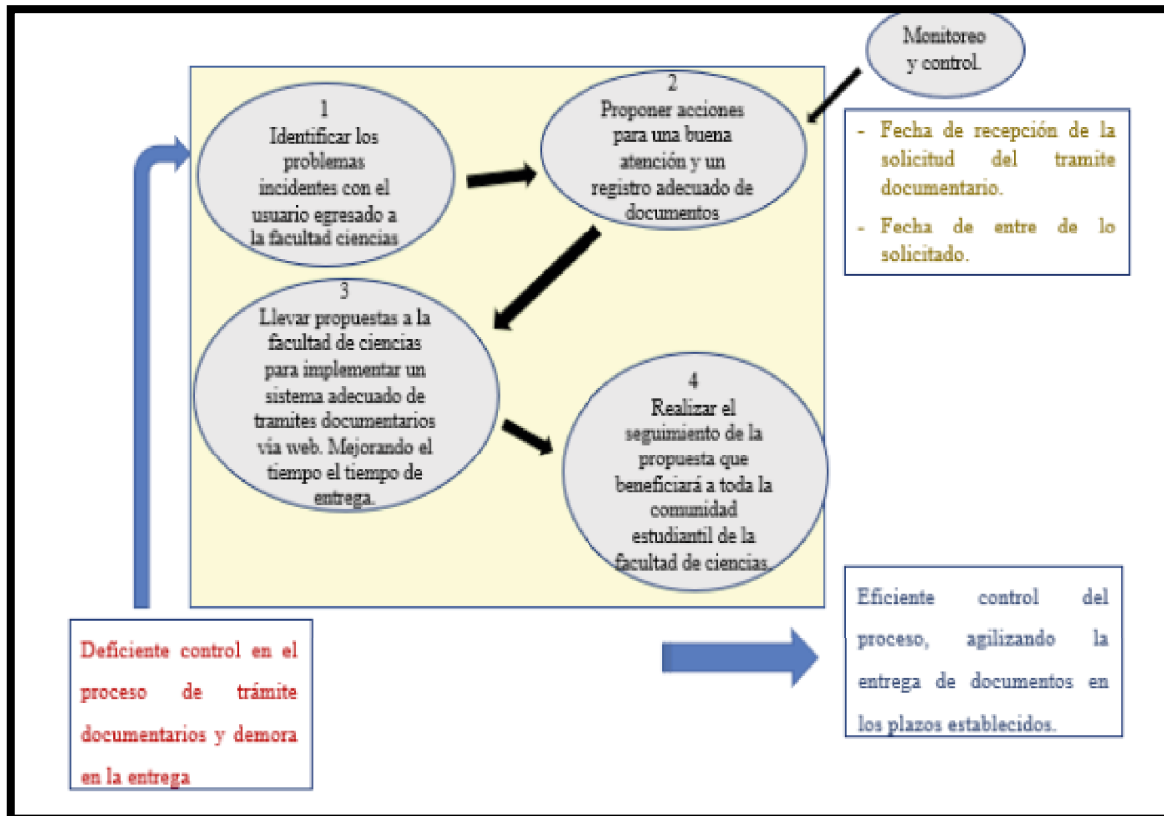 Monitoreo
y control.
1
Identificar los
problemas
incidentes con el
usuario egresado a
la facultad ciencias
2
Proponer acciones
para una buena
atención y un
registro adecuado de
documentos
- Fecha de recepción de la
solicitud del tramite
documentario.
- Fecha de entre de lo
solicitado.
3
Llevar propuestas a la
facultad de ciencias
para implementar un
sistema adecuado de
tramites documentarios
vía web. Mejorando el
tiempo el tiempo de
entrega.
4
Realizar el
seguimiento de la
propuesta que
beneficiará a toda la
comunidad
estudiantil de la
facultad de ciencias.
Deficiente control en el
proceso de trámite
documentarios y demora
en la entrega
Eficiente control del
proceso, agilizando la
entrega de documentos en
los plazos establecidos.